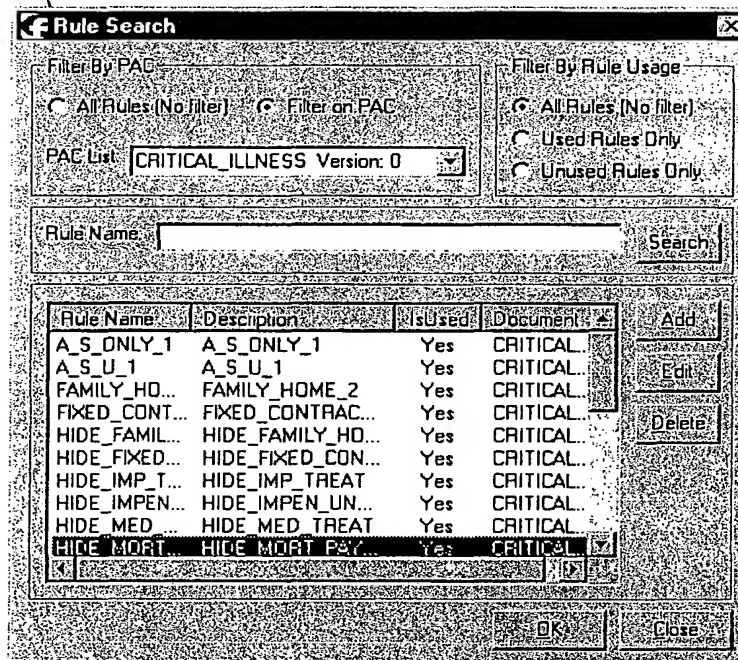 Rule Search
Filter By PAC
All Rules (No filter) Filter on PAC
PAC List CRITICAL_ILLNESS Version: 0
Filter By Rule Usage
All Rules (No filter)
Used Rules Only
Unused Rules Only
Rule Name Search
Rule Name Description IsUsed Document
A_S_ONLY_1 A_S_ONLY_1 Yes CRITICAL...
A_S_U_1 A_S_U_1 Yes CRITICAL...
FAMILY_HO... FAMILY_HOME_2 Yes CRITICAL...
FIXED_CONT... FIXED_CONTRAC... Yes CRITICAL...
HIDE_FAMIL... HIDE_FAMILY_HO... Yes CRITICAL...
HIDE_FIXED... HIDE_FIXED_CON... Yes CRITICAL...
HIDE_IMP_T... HIDE_IMP_TREAT Yes CRITICAL...
HIDE_IMPEN... HIDE_IMPEN_UN... Yes CRITICAL...
HIDE_MED_... HIDE_MED_TREAT Yes CRITICAL...
HIDE_MORT... HIDE_MORT_PAY... Yes CRITICAL...
Add
Edit
Delete
OK Close